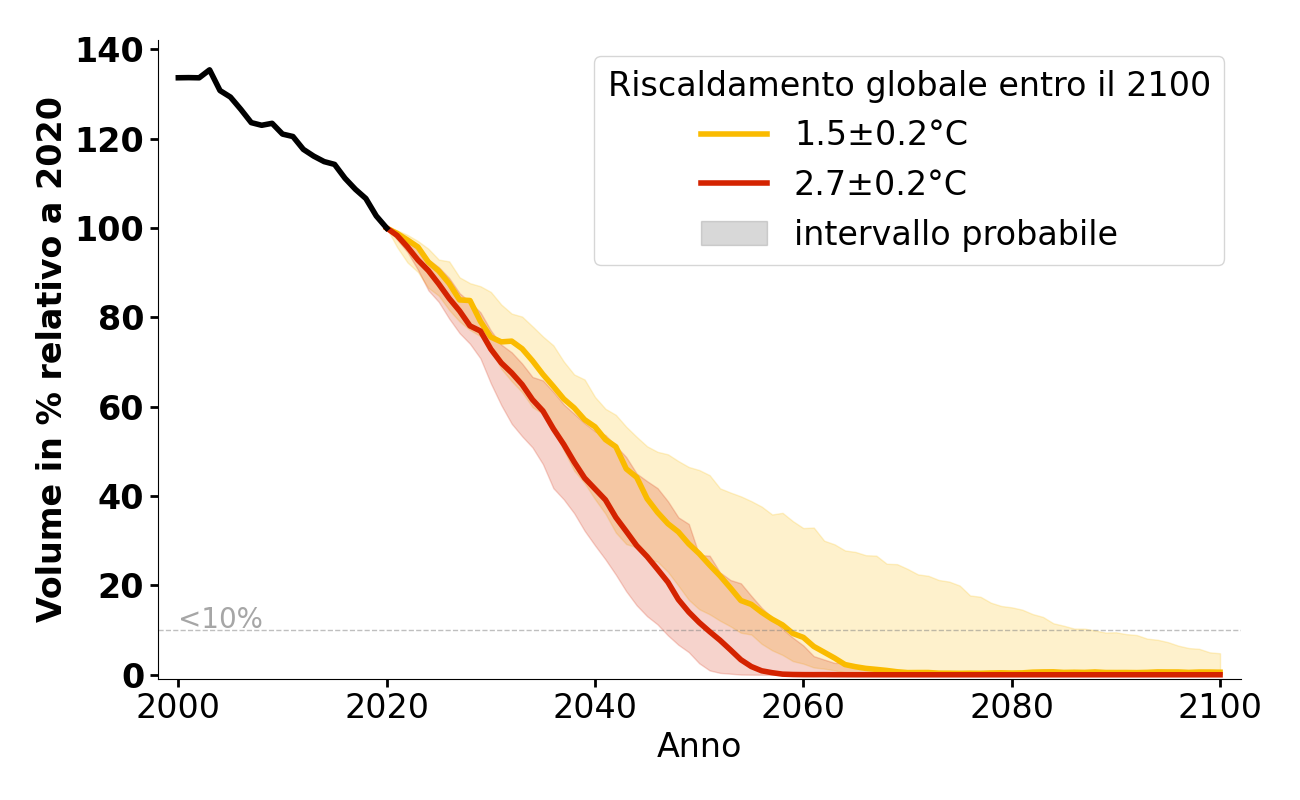 140
120
100
80
60
40
20
0
Volume in % relativo a 2020
Riscaldamento globale entro il 2100
1.5±0.2°C
2.7±0.2°C
intervallo probabile
<10%
2000 2020 2040 2060 2080 2100
Anno